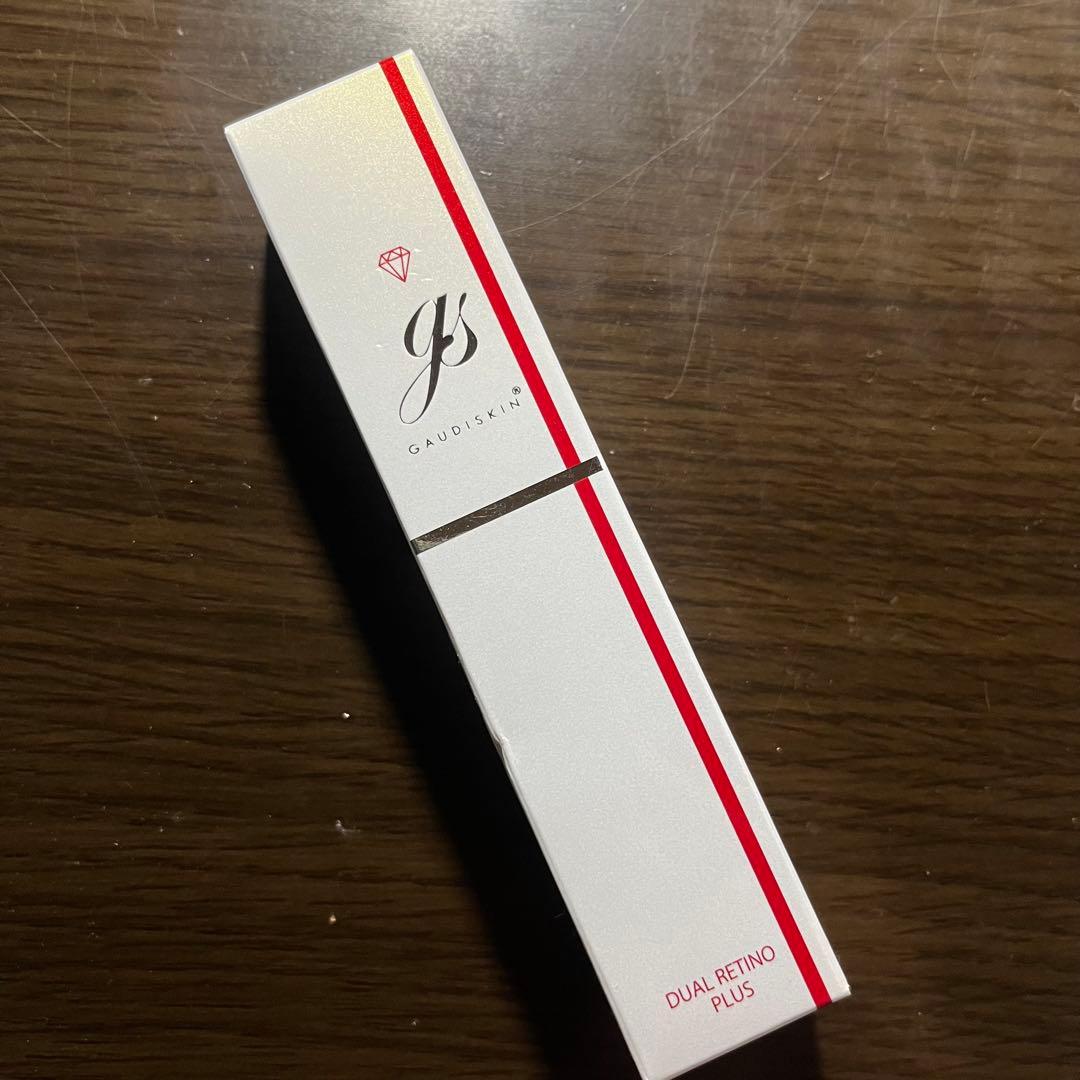 gs
GAUDISKIN®
DUAL RETINO
PLUS